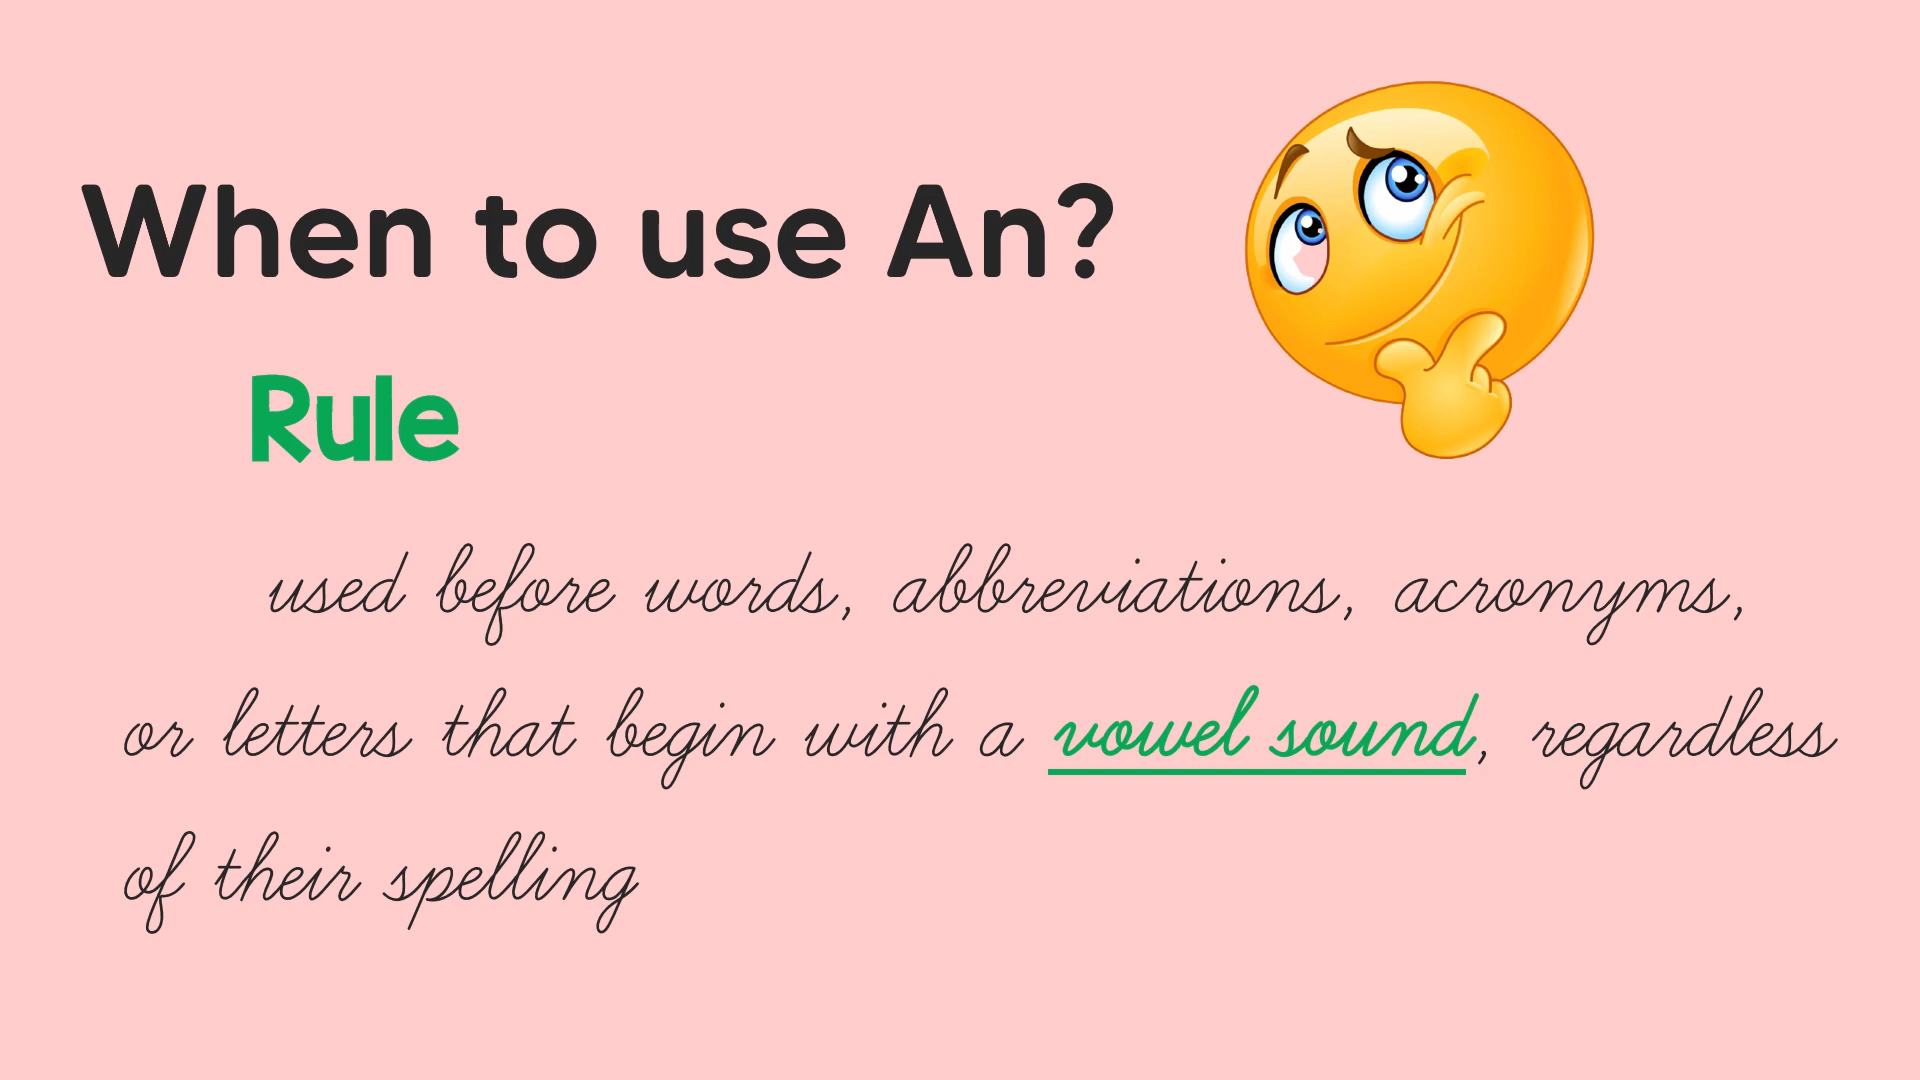 When to use An?
Rule
used before words, abbreviations, acronyms,
or letters that begin with a vowel sound, regardless
of their spelling